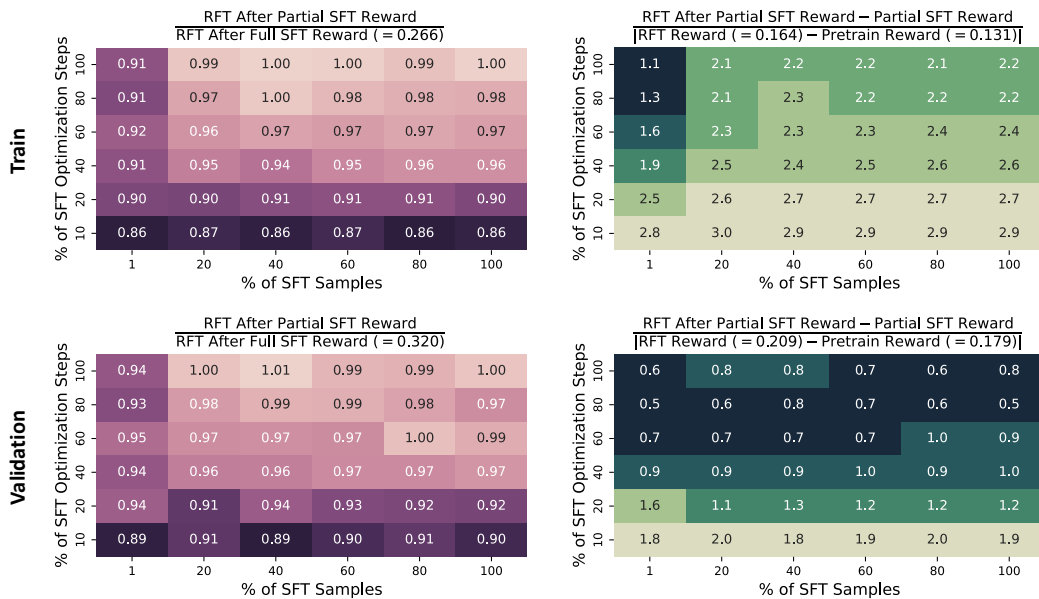 RFT After Partial SFT Reward
RFT After Full SFT Reward ( = 0.266)
Train
% of SFT Optimization Steps
100 0.91 0.99 1.00 1.00 0.99 1.00
80 0.91 0.97 1.00 0.98 0.98 0.98
60 0.92 0.96 0.97 0.97 0.97 0.97
40 0.91 0.95 0.94 0.95 0.96 0.96
20 0.90 0.90 0.91 0.91 0.91 0.90
10 0.86 0.87 0.86 0.87 0.86 0.86
1 20 40 60 80 100
% of SFT Samples
RFT After Partial SFT Reward − Partial SFT Reward
|RFT Reward ( = 0.164) − Pretrain Reward ( = 0.131)|
% of SFT Optimization Steps
100 1.1 2.1 2.2 2.2 2.1 2.2
80 1.3 2.1 2.3 2.2 2.2 2.2
60 1.6 2.3 2.3 2.3 2.4 2.4
40 1.9 2.5 2.4 2.5 2.6 2.6
20 2.5 2.6 2.7 2.7 2.7 2.7
10 2.8 3.0 2.9 2.9 2.9 2.9
1 20 40 60 80 100
% of SFT Samples
RFT After Partial SFT Reward
RFT After Full SFT Reward ( = 0.320)
Validation
% of SFT Optimization Steps
100 0.94 1.00 1.01 0.99 0.99 1.00
80 0.93 0.98 0.99 0.99 0.98 0.97
60 0.95 0.97 0.97 0.97 1.00 0.99
40 0.94 0.96 0.96 0.97 0.97 0.97
20 0.94 0.91 0.94 0.93 0.92 0.92
10 0.89 0.91 0.89 0.90 0.91 0.90
1 20 40 60 80 100
% of SFT Samples
RFT After Partial SFT Reward − Partial SFT Reward
|RFT Reward ( = 0.209) − Pretrain Reward ( = 0.179)|
% of SFT Optimization Steps
100 0.6 0.8 0.8 0.7 0.6 0.8
80 0.5 0.6 0.8 0.7 0.6 0.5
60 0.7 0.7 0.7 0.7 1.0 0.9
40 0.9 0.9 0.9 1.0 0.9 1.0
20 1.6 1.1 1.3 1.2 1.2 1.2
10 1.8 2.0 1.8 1.9 2.0 1.9
1 20 40 60 80 100
% of SFT Samples